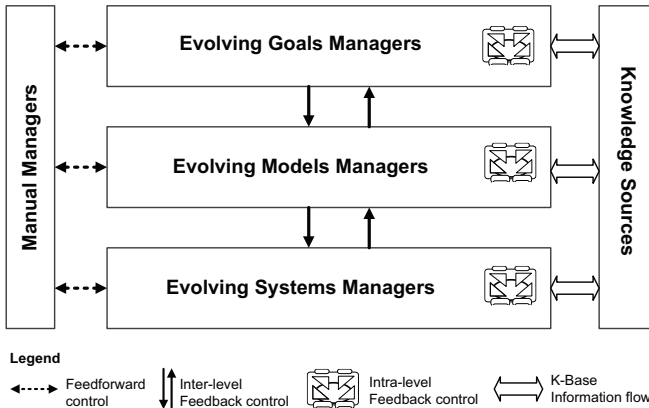 Manual Managers
Evolving Goals Managers
Evolving Models Managers
Evolving Systems Managers
Knowledge Sources
Legend
Feedforward
control
Inter-level
Feedback control
Intra-level
Feedback control
K-Base
Information flow